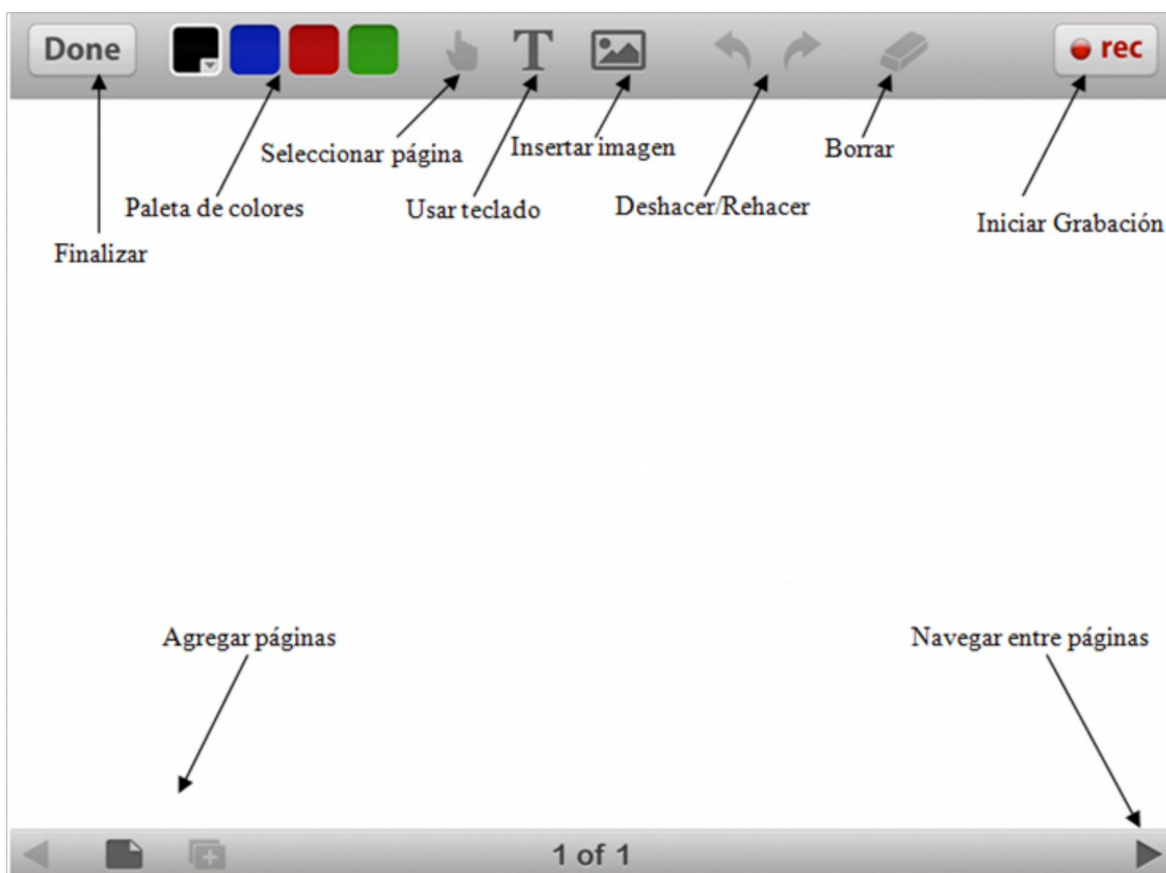 Done
T
rec
Seleccionar página
Insertar imagen
Borrar
Paleta de colores
Usar teclado
Deshacer/Rehacer
Iniciar Grabación
Finalizar
Agregar páginas
Navegar entre páginas
1 of 1